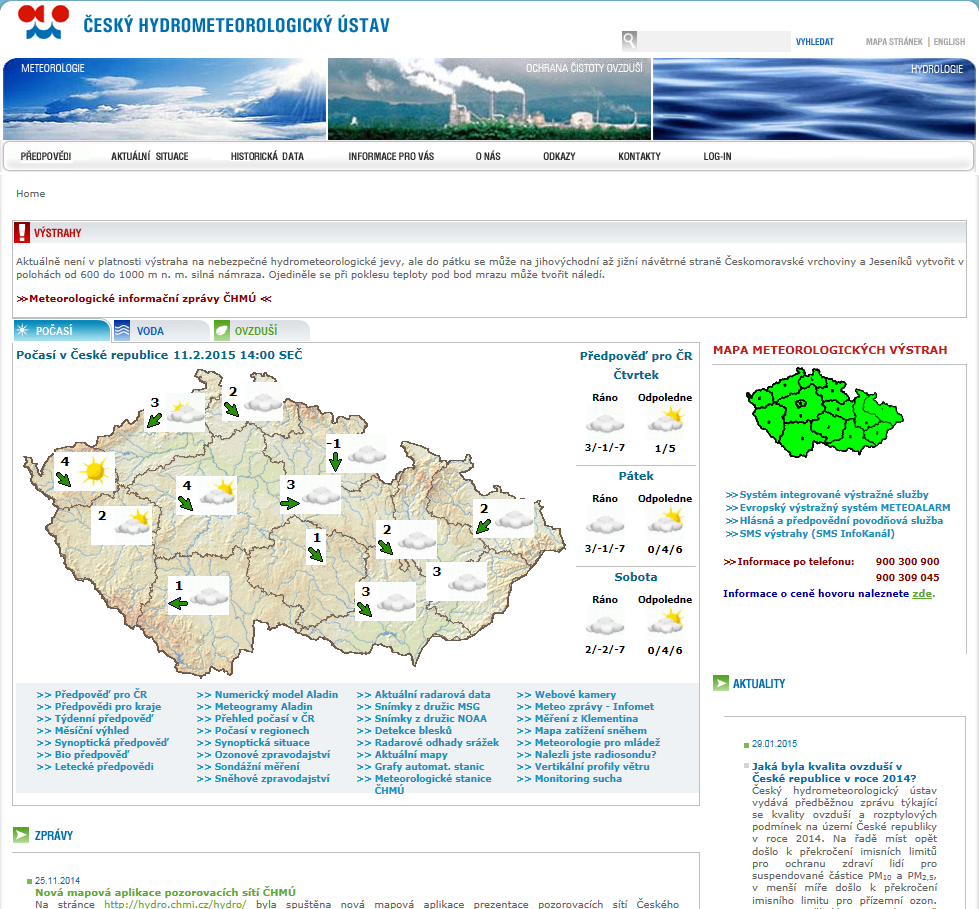 ČESKÝ HYDROMETEOROLOGICKÝ ÚSTAV
VYHLEDAT
MAPA STRÁNEK | ENGLISH
METEOROLOGIE
OCHRANA ČISTOTY OVZDUŠÍ
HYDROLOGIE
PŘEDPOVĚDI AKTUÁLNÍ SITUACE HISTORICKÁ DATA INFORMACE PRO VÁS O NÁS ODKAZY KONTAKTY LOG-IN
Home
VÝSTRAHY
Aktuálně není v platnosti výstraha na nebezpečné hydrometeorologické jevy, ale do pátku se může na jihovýchodní až jižní návětrné straně Českomoravské vrchoviny a Jeseníků vytvořit v
polohách od 600 do 1000 m n. m. silná námraza. Ojediněle se při poklesu teploty pod bod mrazu může tvořit náledí.
>>Meteorologické informační zprávy ČHMÚ <<
POČASÍ VODA OVZDUŠÍ
Počasí v České republice 11.2.2015 14:00 SEČ
3
2
-1
4
4
3
2
2
1
2
3
1
3
Předpověď pro ČR
Čtvrtek
Ráno Odpoledne
3/-1/-7 1/5
Pátek
Ráno Odpoledne
3/-1/-7 0/4/6
Sobota
Ráno Odpoledne
2/-2/-7 0/4/6
>> Předpověď pro ČR
>> Předpovědi pro kraje
>> Týdenní předpověď
>> Měsíční výhled
>> Synoptická předpověď
>> Bio předpověď
>> Letecké předpovědi
>> Numerický model Aladin
>> Meteogramy Aladin
>> Přehled počasí v ČR
>> Počasí v regionech
>> Synoptická situace
>> Ozonové zpravodajství
>> Sondážní měření
>> Sněhové zpravodajství
>> Aktuální radarová data
>> Snímky z družic MSG
>> Snímky z družic NOAA
>> Detekce blesků
>> Radarové odhady srážek
>> Aktuální mapy
>> Grafy automat. stanic
>> Meteorologické stanice
ČHMÚ
>> Webové kamery
>> Meteo zprávy - Infomet
>> Měření z Klementina
>> Mapa zatížení sněhem
>> Meteorologie pro mládež
>> Nalezli jste radiosondu?
>> Vertikální profily větru
>> Monitoring sucha
MAPA METEOROLOGICKÝCH VÝSTRAH
>>Systém integrované výstražné služby
>>Evropský výstražný systém METEOALARM
>>Hlásná a předpovědní povodňová služba
>>SMS výstrahy (SMS InfoKanál)
>>Informace po telefonu: 900 300 900
900 309 045
Informace o ceně hovoru naleznete zde.
AKTUALITY
29.01.2015
Jaká byla kvalita ovzduší v
České republice v roce 2014?
Český hydrometeorologický ústav
vydává předběžnou zprávu týkající
se kvality ovzduší a rozptylových
podmínek na území České republiky
v roce 2014. Na řadě míst opět
došlo k překročení imisních limitů
pro ochranu zdraví lidí pro
suspendované částice PM10 a PM2,5,
v menší míře došlo k překročení
imisního limitu pro přízemní ozon.
ZPRÁVY
25.11.2014
Nová mapová aplikace pozorovacích sítí ČHMÚ
Na stránce http://hydro.chmi.cz/hydro/ byla spuštěna nová mapová aplikace prezentace pozorovacích sítí Českého